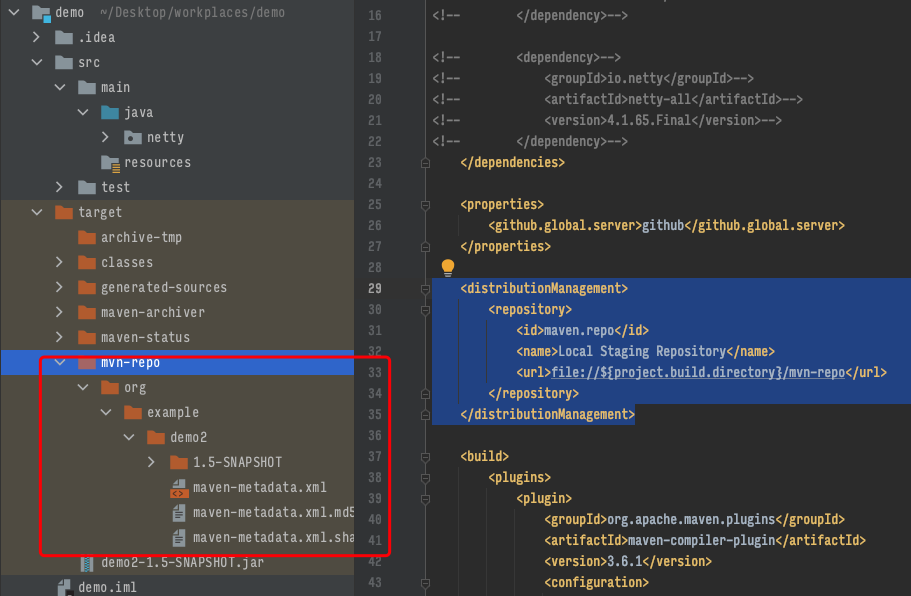 demo ~/Desktop/workplaces/demo
.idea
src
main
java
netty
resources
test
target
archive-tmp
classes
generated-sources
maven-archiver
maven-status
mvn-repo
org
example
demo2
1.5-SNAPSHOT
maven-metadata.xml
maven-metadata.xml.md5
maven-metadata.xml.sha
demo2-1.5-SNAPSHOT.jar
demo.iml
16 <!--        </dependency>-->
17
18 <!--        <dependency>-->
19 <!--            <groupId>io.netty</groupId>-->
20 <!--            <artifactId>netty-all</artifactId>-->
21 <!--            <version>4.1.65.Final</version>-->
22 <!--        </dependency>-->
23     </dependencies>
24
25     <properties>
26         <github.global.server>github</github.global.server>
27     </properties>
28
29     <distributionManagement>
30         <repository>
31             <id>maven.repo</id>
32             <name>Local Staging Repository</name>
33             <url>file://${project.build.directory}/mvn-repo</url>
34         </repository>
35     </distributionManagement>
36
37     <build>
38         <plugins>
39             <plugin>
40                 <groupId>org.apache.maven.plugins</groupId>
41                 <artifactId>maven-compiler-plugin</artifactId>
42                 <version>3.6.1</version>
43                 <configuration>